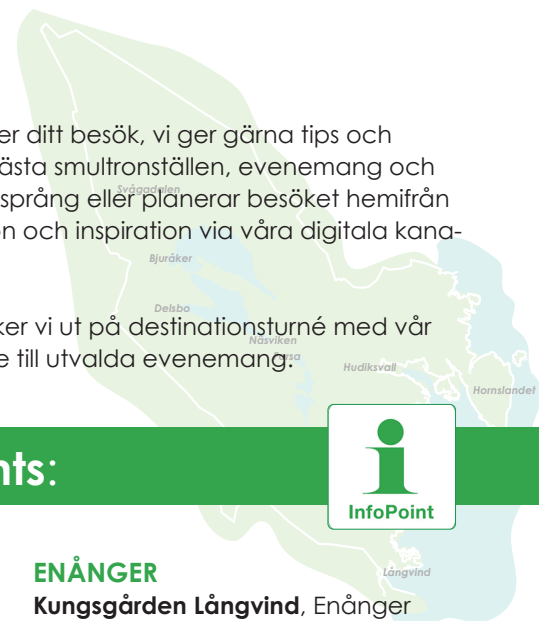 er ditt besök, vi ger gärna tips och
ästa smultronställen, evenemang och
Svågadalen
språng eller planerar besöket hemifrån
n och inspiration via våra digitala kana-
Bjuråker
Delsbo
ker vi ut på destinationsturné med vår
Näsviken
e till utvalda evenemang.
Forsa
Hudiksvall
Hornslandet
nts:
InfoPoint
ENÅNGER
Långvind
Kungsgården Långvind, Enånger